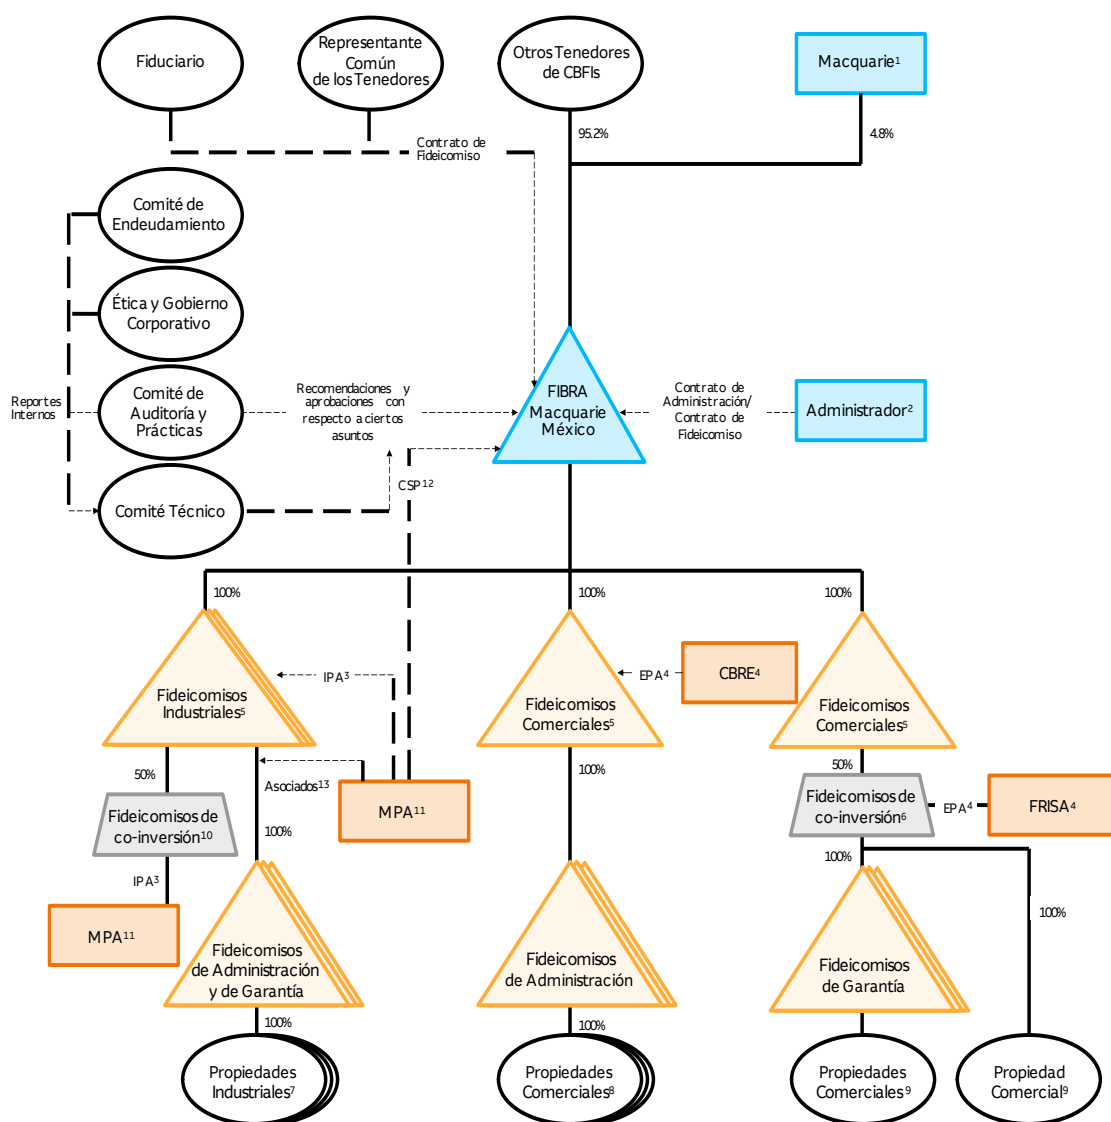 Fiduciario
Representante
Común
de los Tenedores
Otros Tenedores
de CBFIs
Macquarie¹
95.2%
4.8%
Contrato de
Fideicomiso
Comité de
Endeudamiento
Ética y Gobierno
Corporativo
Reportes
Internos
Comité de
Auditoría y
Prácticas
Recomendaciones y
aprobaciones con
respecto a ciertos
asuntos
FIBRA
Macquarie
México
Contrato de
Administración/
Contrato de
Fideicomiso
Administrador²
Comité Técnico
CSP¹²
100%
100%
100%
Fideicomisos
Industriales⁵
IPA³
Fideicomisos
Comerciales⁵
EPA⁴
CBRE⁴
Fideicomisos
Comerciales⁵
50%
Asociados¹³
100%
50%
Fideicomisos de
co-inversión¹⁰
MPA¹¹
Fideicomisos de
co-inversión⁶
EPA⁴
FRISA⁴
100%
100%
IPA³
MPA¹¹
100%
Fideicomisos
de Administración
y de Garantía
Fideicomisos
de Administración
Fideicomisos
de Garantía
100%
100%
Propiedades
Industriales⁷
Propiedades
Comerciales⁸
Propiedades
Comerciales⁹
Propiedad
Comercial⁹